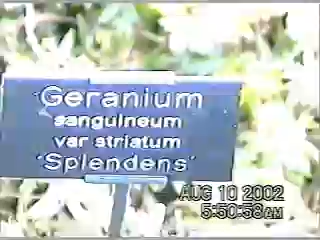 Geranium
sanguineum
var striatum
'Splendens'
AUG 10 2002
5:50:58AM